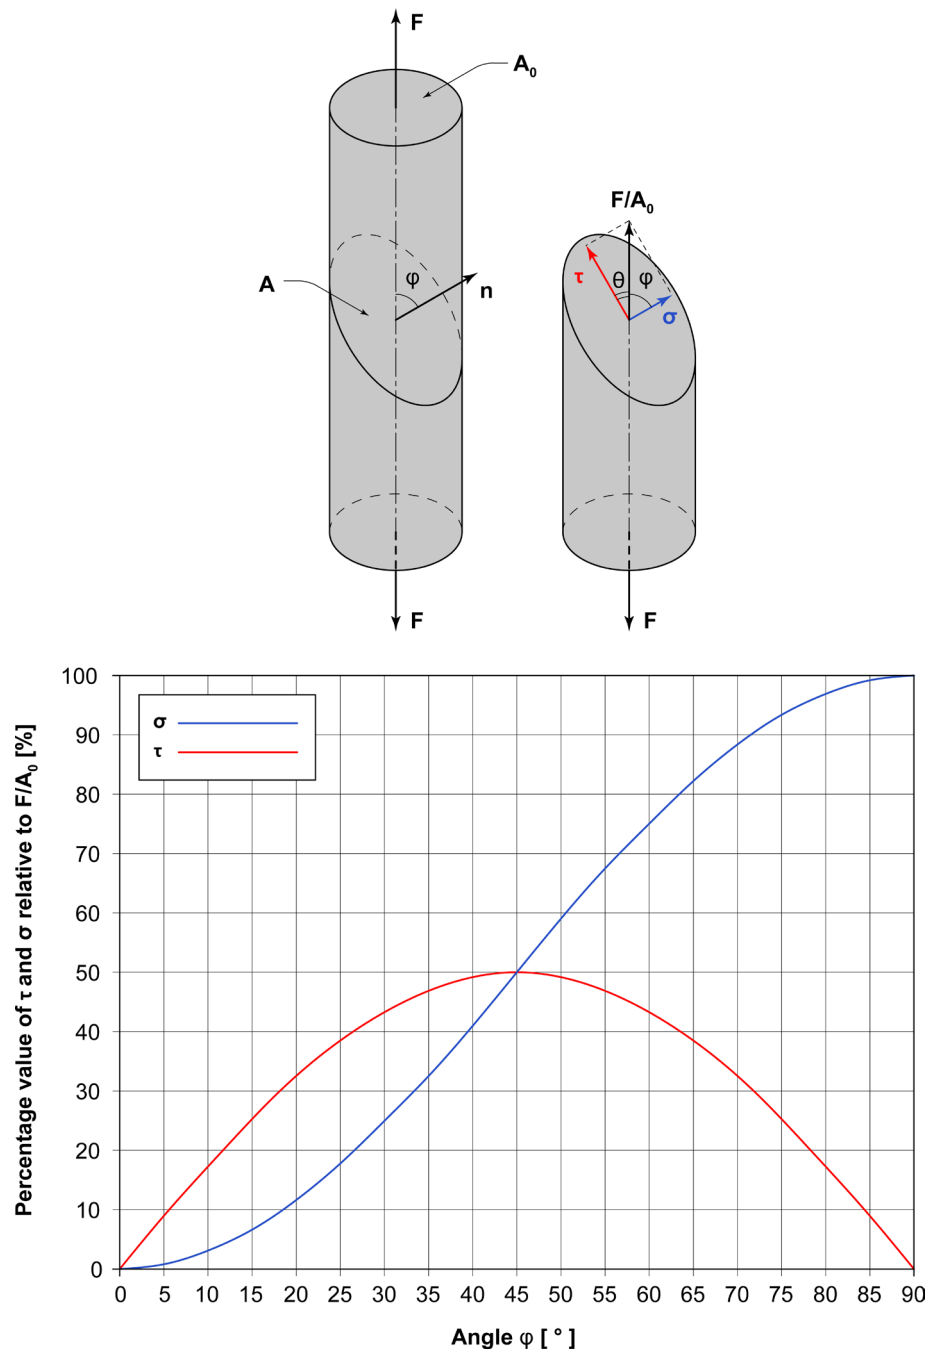 F
A₀
F/A₀
A
φ
n
τ
θ
φ
σ
F
F
100
90
80
70
60
50
40
30
20
10
0
σ
τ
Percentage value of τ and σ relative to F/A₀ [%]
0 5 10 15 20 25 30 35 40 45 50 55 60 65 70 75 80 85 90
Angle φ [ ° ]